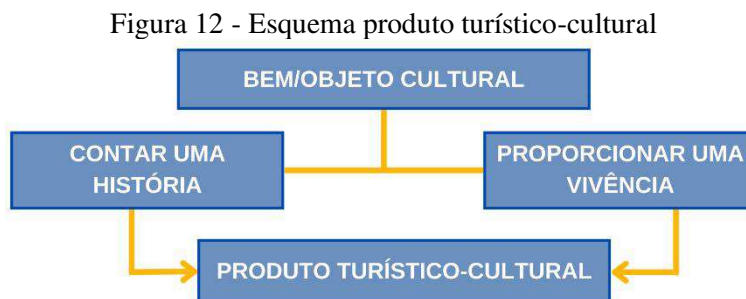 Figura 12 - Esquema produto turístico-cultural
BEM/OBJETO CULTURAL
CONTAR UMA
HISTÓRIA
PROPORCIONAR UMA
VIVÊNCIA
PRODUTO TURÍSTICO-CULTURAL